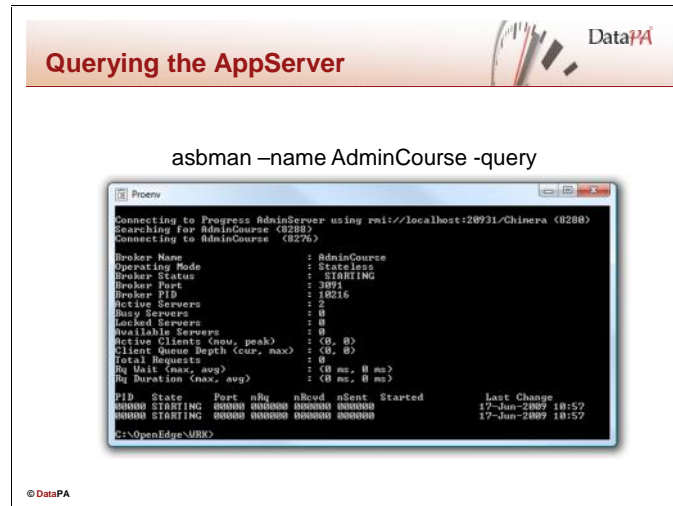 Querying the AppServer
DataPA
asbman –name AdminCourse -query
Proenv
Connecting to Progress AdminServer using rmi://localhost:20931/Chimera (8280)
Searching for AdminCourse (8288)
Connecting to AdminCourse (8276)
Broker Name : AdminCourse
Operating Mode : Stateless
Broker Status : STARTING
Broker Port : 3091
Broker PID : 10216
Active Servers : 2
Busy Servers : 0
Locked Servers : 0
Available Servers : 0
Active Clients (now, peak) : (0, 0)
Client Queue Depth (cur, max) : (0, 0)
Total Requests : 0
Rq Wait (max, avg) : (0 ms, 0 ms)
Rq Duration (max, avg) : (0 ms, 0 ms)
PID State Port nRq nRcvd nSent Started Last Change
00000 STARTING 00000 000000 000000 000000 17-Jun-2009 10:57
00000 STARTING 00000 000000 000000 000000 17-Jun-2009 10:57
C:\OpenEdge\WRK>
© DataPA